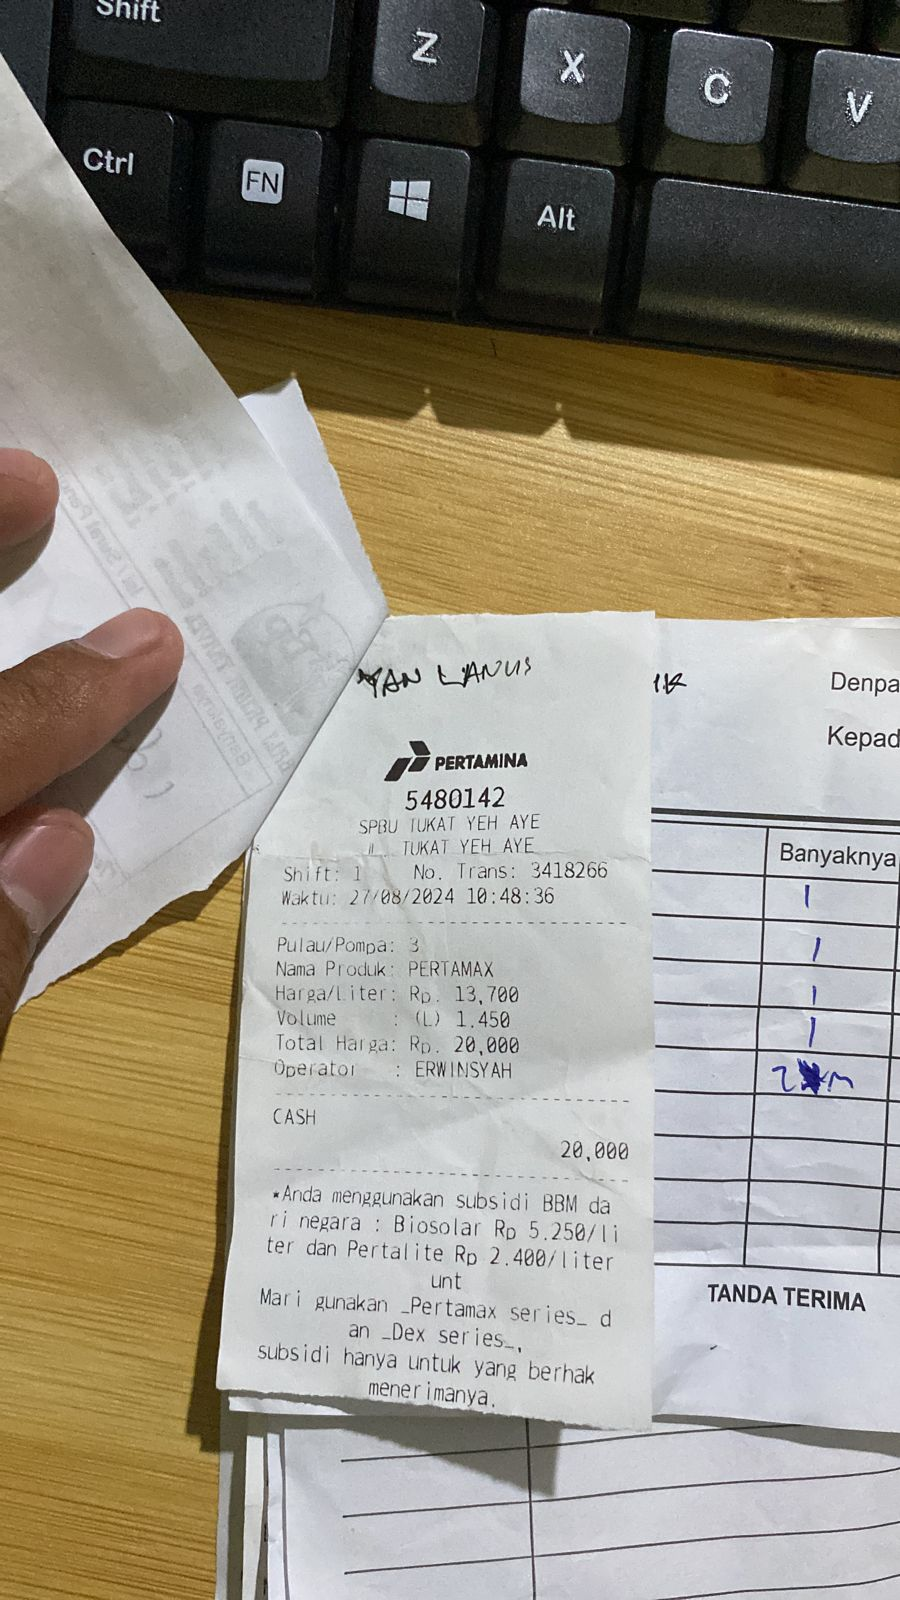 Shift
Z
X
C
V
Ctrl
FN
Alt
YAN LANUS
Denpa
Kepad
PERTAMINA
5480142
SPBU TUKAT YEH AYE
TUKAT YEH AYE
Shift: 1 No. Trans: 3418266
Waktu: 27/08/2024 10:48:36
Pulau/Pompa: 3
Nama Produk: PERTAMAX
Harga/Liter: Rp. 13,700
Volume : (L) 1.450
Total Harga: Rp. 20,000
Operator : ERWINSYAH
CASH
20,000
*Anda menggunakan subsidi BBM da
ri negara : Biosolar Rp 5.250/li
ter dan Pertalite Rp 2.400/liter
unt
Mari gunakan _Pertamax series_ d
an _Dex series_,
subsidi hanya untuk yang berhak
menerimanya.
Banyaknya
1
1
1
1
TANDA TERIMA